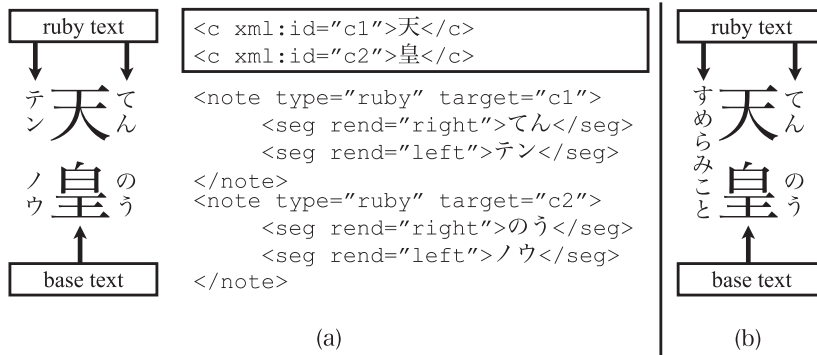 ruby text
テン
天
てん
ノウ
皇
のう
base text
<c xml:id="c1">天</c>
<c xml:id="c2">皇</c>
<note type="ruby" target="c1">
<seg rend="right">てん</seg>
<seg rend="left">テン</seg>
</note>
<note type="ruby" target="c2">
<seg rend="right">のう</seg>
<seg rend="left">ノウ</seg>
</note>
(a)
ruby text
すめらみこと
天
てん
皇
のう
base text
(b)